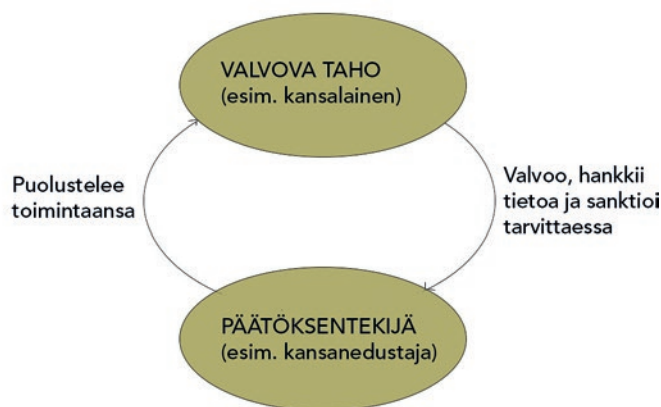 VALVOVA TAHO
(esim. kansalainen)
Puolustelee
toimintaansa
Valvoo, hankkii
tietoa ja sanktioi
tarvittaessa
PÄÄTÖKSENTEKIJÄ
(esim. kansanedustaja)